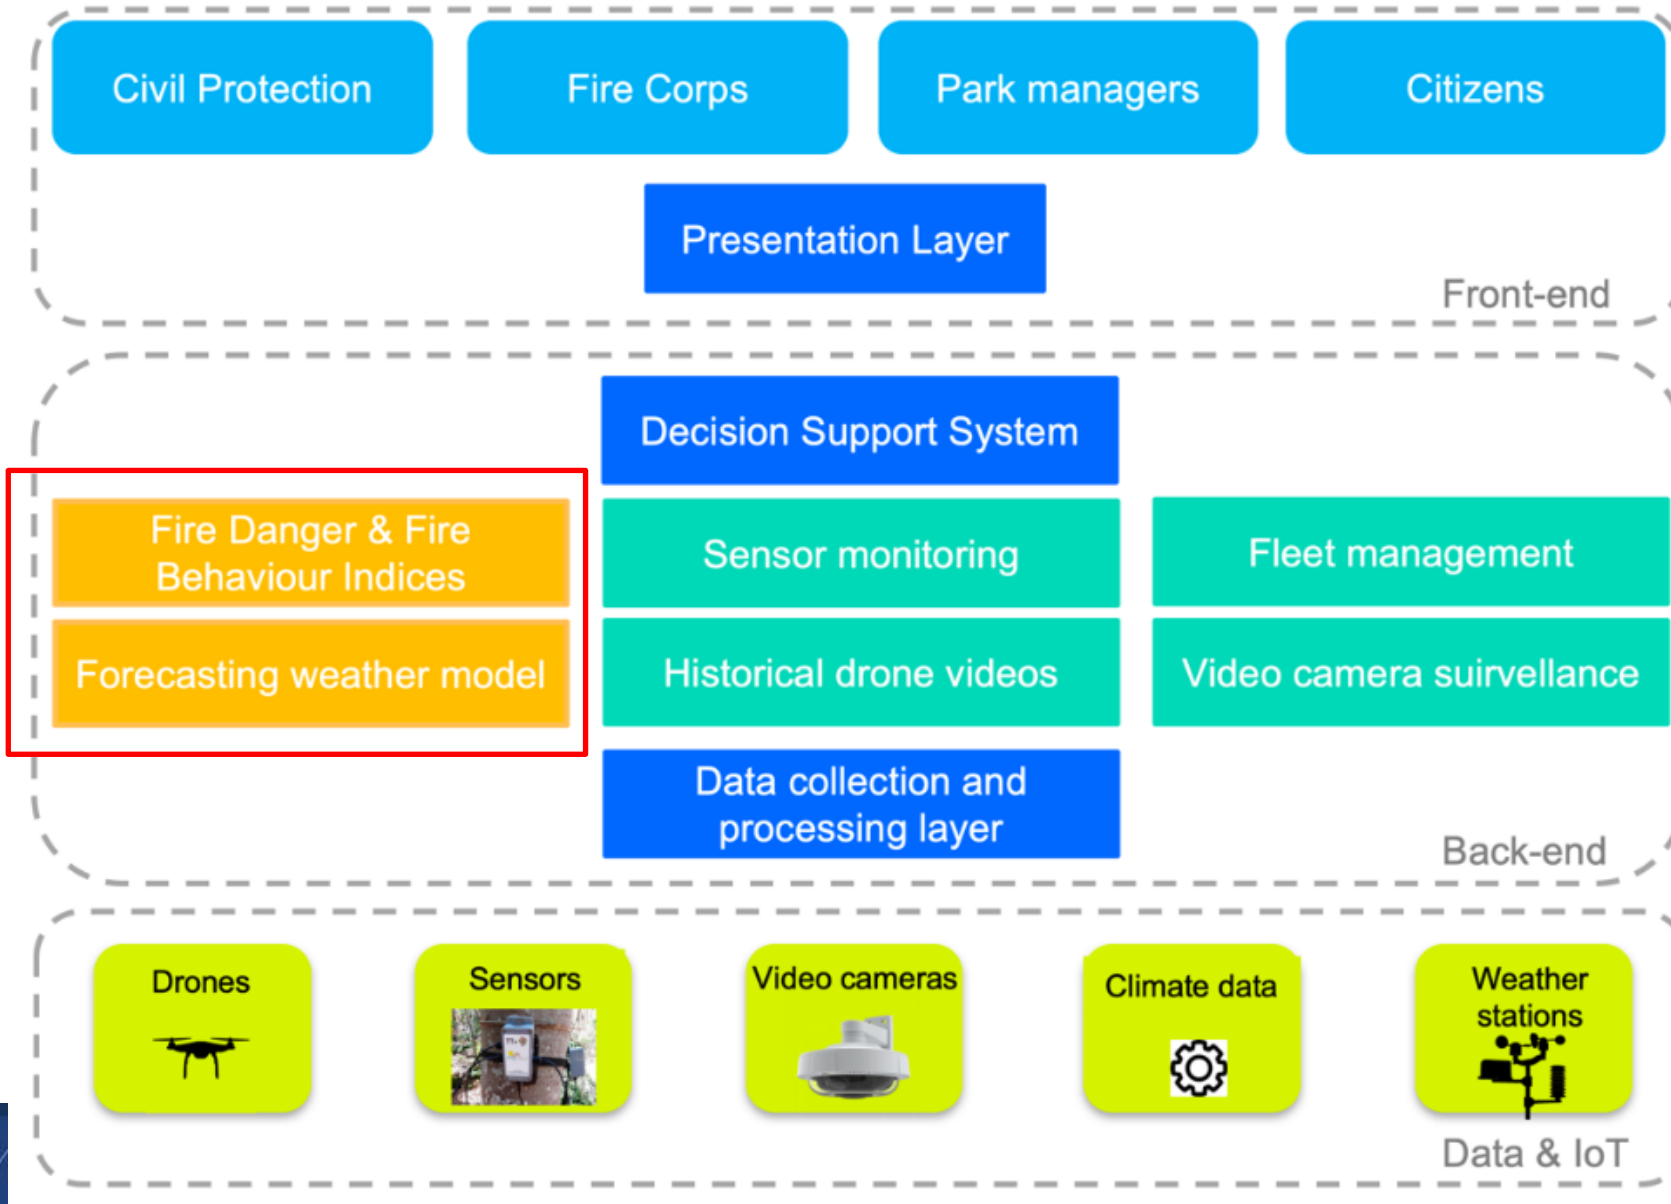 Civil Protection
Fire Corps
Park managers
Citizens
Presentation Layer
Front-end
Decision Support System
Fire Danger & Fire
Behaviour Indices
Sensor monitoring
Fleet management
Forecasting weather model
Historical drone videos
Video camera suirvellance
Data collection and
processing layer
Back-end
Drones
Sensors
Video cameras
Climate data
Weather
stations
Data & IoT